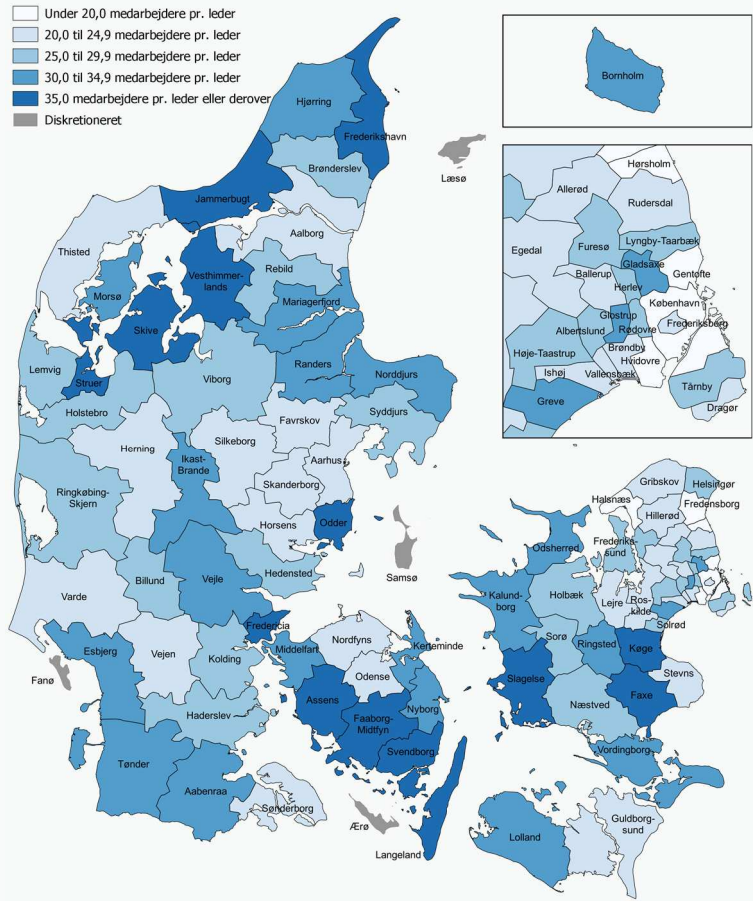 Under 20,0 medarbejdere pr. leder
20,0 til 24,9 medarbejdere pr. leder
25,0 til 29,9 medarbejdere pr. leder
30,0 til 34,9 medarbejdere pr. leder
35,0 medarbejdere pr. leder eller derover
Diskretioneret
Hjørring
Frederikshavn
Brønderslev
Læsø
Jammerbugt
Aalborg
Thisted
Vesthimmer-
lands
Rebild
Morsø
Mariagerfjord
Skive
Lemvig
Struer
Viborg
Randers
Norddjurs
Holstebro
Favrskov
Syddjurs
Herning
Silkeborg
Ikast-
Brande
Aarhus
Skanderborg
Ringkøbing-
Skjern
Horsens
Odder
Samsø
Hedensted
Billund
Vejle
Varde
Fredericia
Esbjerg
Vejen
Kolding
Middelfart
Nordfyns
Kerteminde
Fanø
Odense
Assens
Nyborg
Haderslev
Faaborg-
Midtfyn
Svendborg
Tønder
Aabenraa
Sønderborg
Ærø
Langeland
Bornholm
Hørsholm
Allerød
Rudersdal
Egedal
Furesø
Lyngby-Taarbæk
Gladsaxe
Ballerup
Gentofte
Herlev
København
Glostrup
Frederiksberg
Albertslund
Rødovre
Høje-Taastrup
Brøndby
Hvidovre
Ishøj
Vallensbæk
Greve
Tårnby
Dragør
Gribskov
Helsingør
Halsnæs
Fredensborg
Hillerød
Odsherred
Frederiks-
sund
Kalund-
borg
Holbæk
Lejre
Ros-
kilde
Solrød
Sorø
Ringsted
Køge
Slagelse
Stevns
Næstved
Faxe
Vordingborg
Guldborg-
sund
Lolland